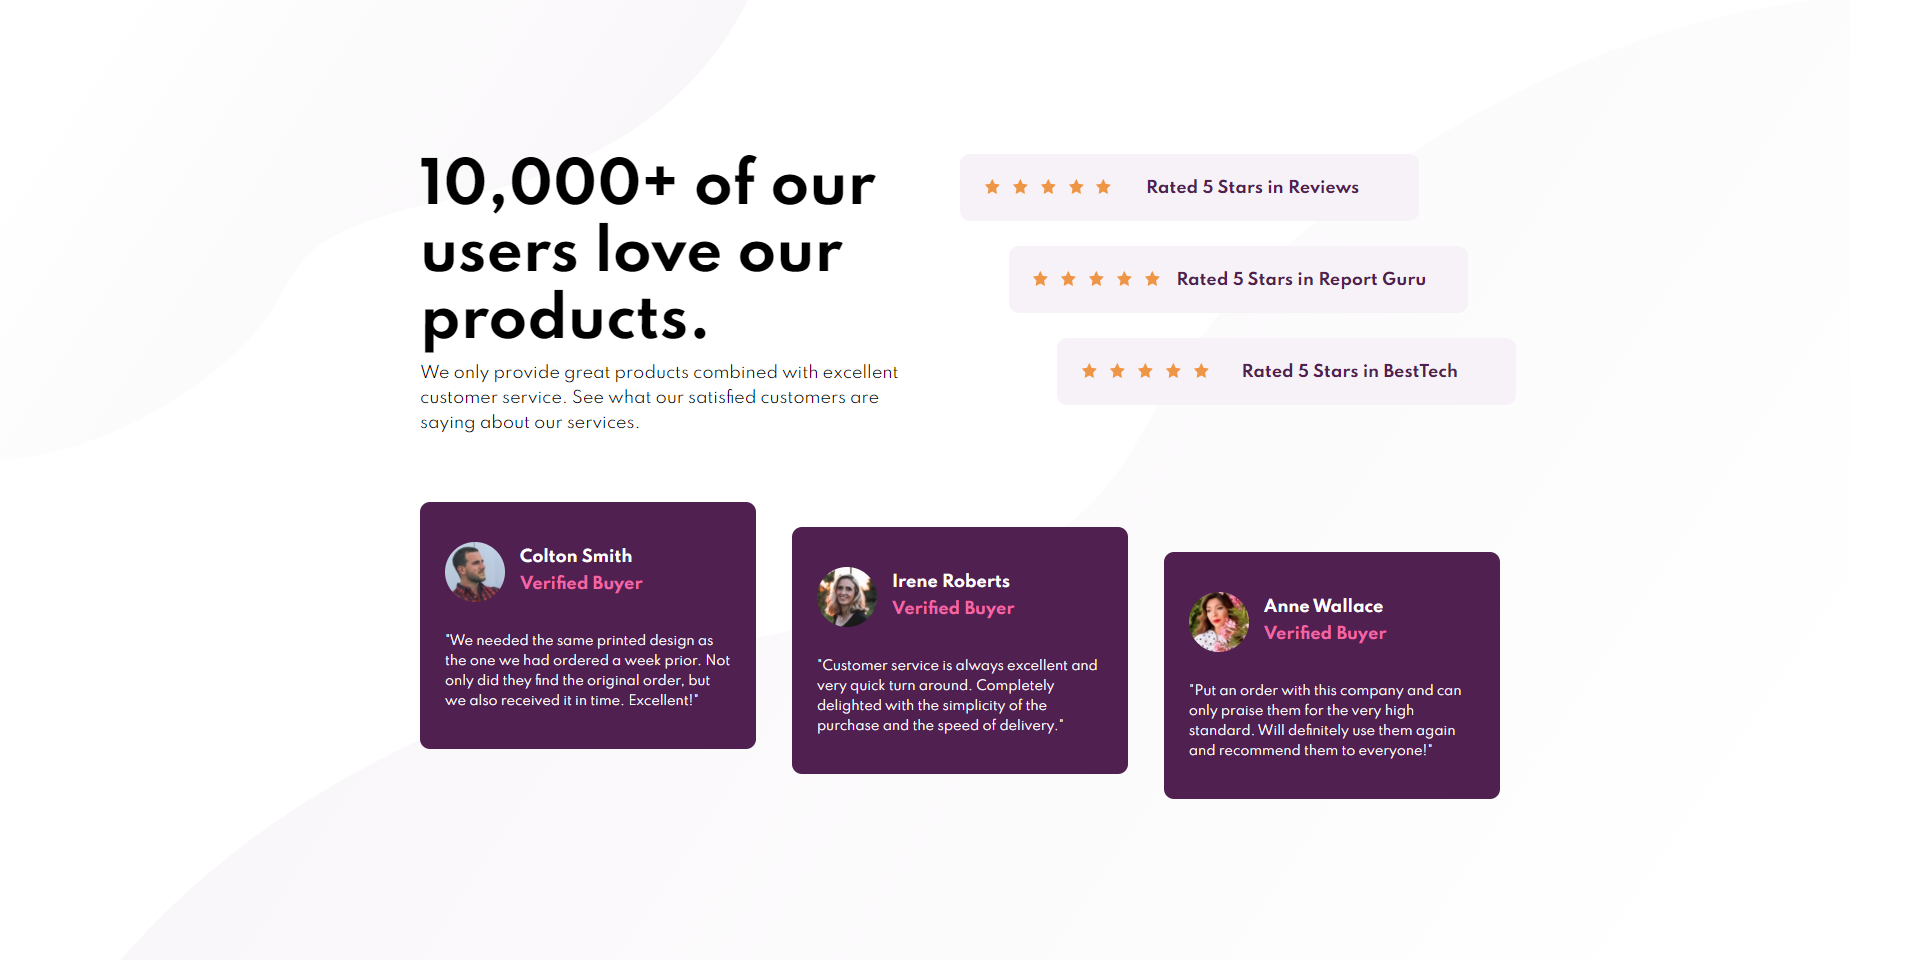 10,000+ of our
users love our
products.
We only provide great products combined with excellent
customer service. See what our satisfied customers are
saying about our services.
Rated 5 Stars in Reviews
Rated 5 Stars in Report Guru
Rated 5 Stars in BestTech
Colton Smith
Verified Buyer
"We needed the same printed design as
the one we had ordered a week prior. Not
only did they find the original order, but
we also received it in time. Excellent!"
Irene Roberts
Verified Buyer
"Customer service is always excellent and
very quick turn around. Completely
delighted with the simplicity of the
purchase and the speed of delivery."
Anne Wallace
Verified Buyer
"Put an order with this company and can
only praise them for the very high
standard. Will definitely use them again
and recommend them to everyone!"